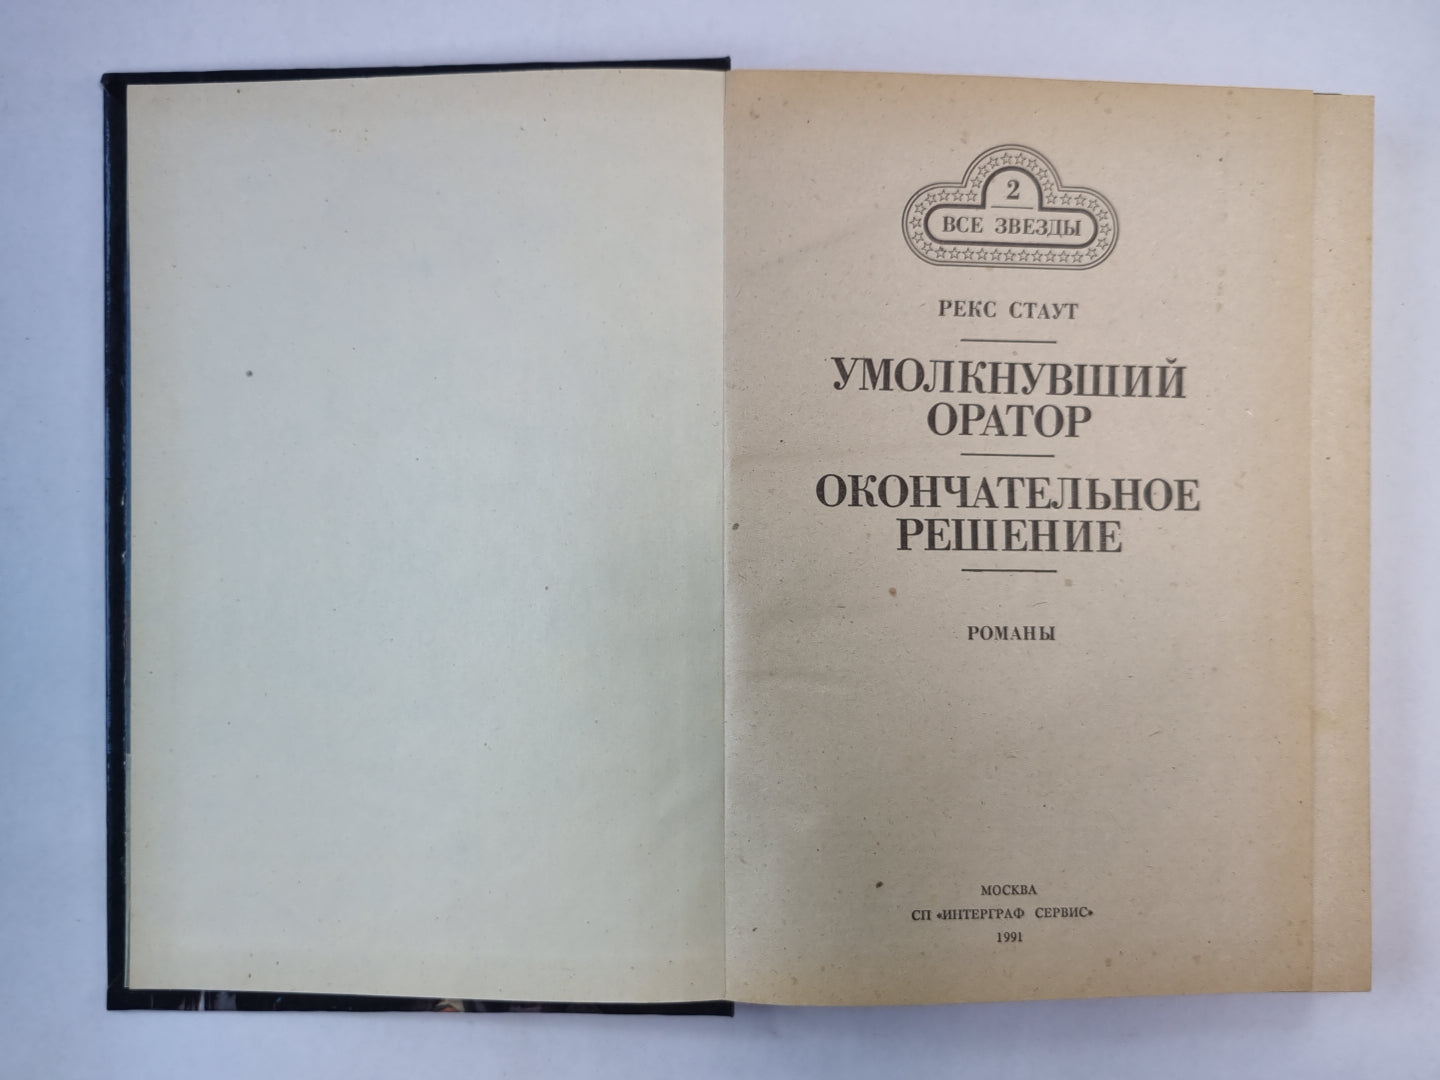 2
ВСЕ ЗВЕЗДЫ
РЕКС СТАУТ
УМОЛКНУВШИЙ
ОРАТОР
ОКОНЧАТЕЛЬНОЕ
РЕШЕНИЕ
РОМАНЫ
МОСКВА
СП «ИНТЕРГРАФ СЕРВИС»
1991